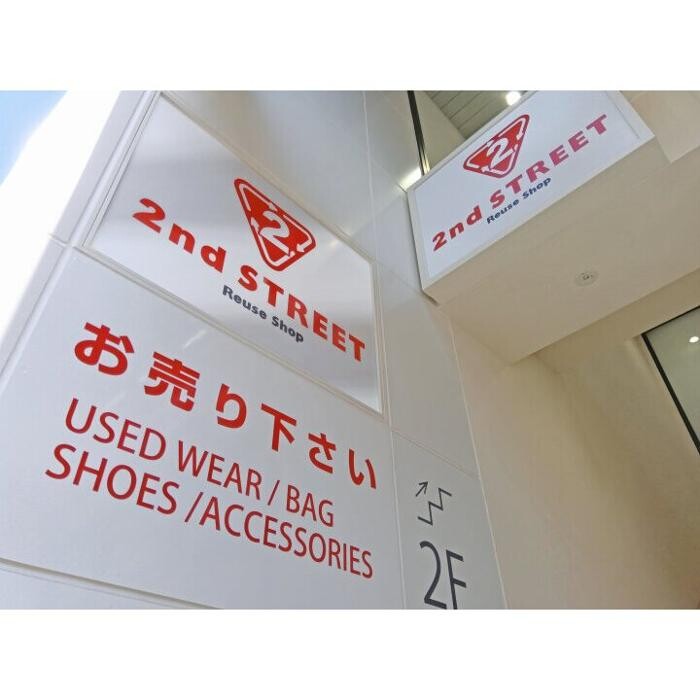 2
2nd STREET
Reuse Shop
お売り下さい
USED WEAR / BAG
SHOES /ACCESSORIES
2
2nd STREET
Reuse Shop
2F